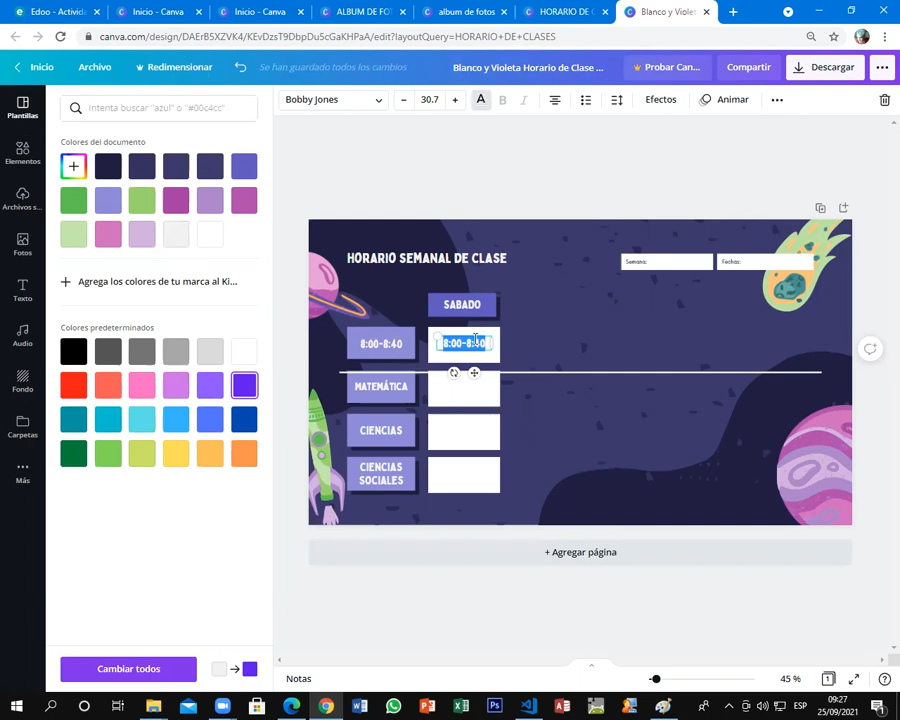 Edoo - Activid
Inicio - Canva
Inicio - Canva
ALBUM DE FO
album de fotos
HORARIO DE C
Blanco y Viole
canva.com/design/DAErB5XZVK4/KEvDzsT9DbpDu5cGaKHPaA/edit?layoutQuery=HORARIO+DE+CLASES
Inicio
Archivo
Redimensionar
Se han guardado todos los cambios
Blanco y Violeta Horario de Clase ...
Probar Can...
Compartir
Descargar
Plantillas
Elementos
Archivos s...
Fotos
Texto
Audio
Fondo
Carpetas
Más
Intenta buscar "azul" o "#00c4cc"
Colores del documento
Agrega los colores de tu marca al Ki...
Colores predeterminados
Cambiar todos
Bobby Jones
30.7
A
B
I
Efectos
Animar
HORARIO SEMANAL DE CLASE
Semana:
Fechas:
SABADO
8:00-8:40
8:00-8:40
MATEMÁTICA
CIENCIAS
CIENCIAS
SOCIALES
+ Agregar página
Notas
45 %
1
ESP
09:27
25/09/2021